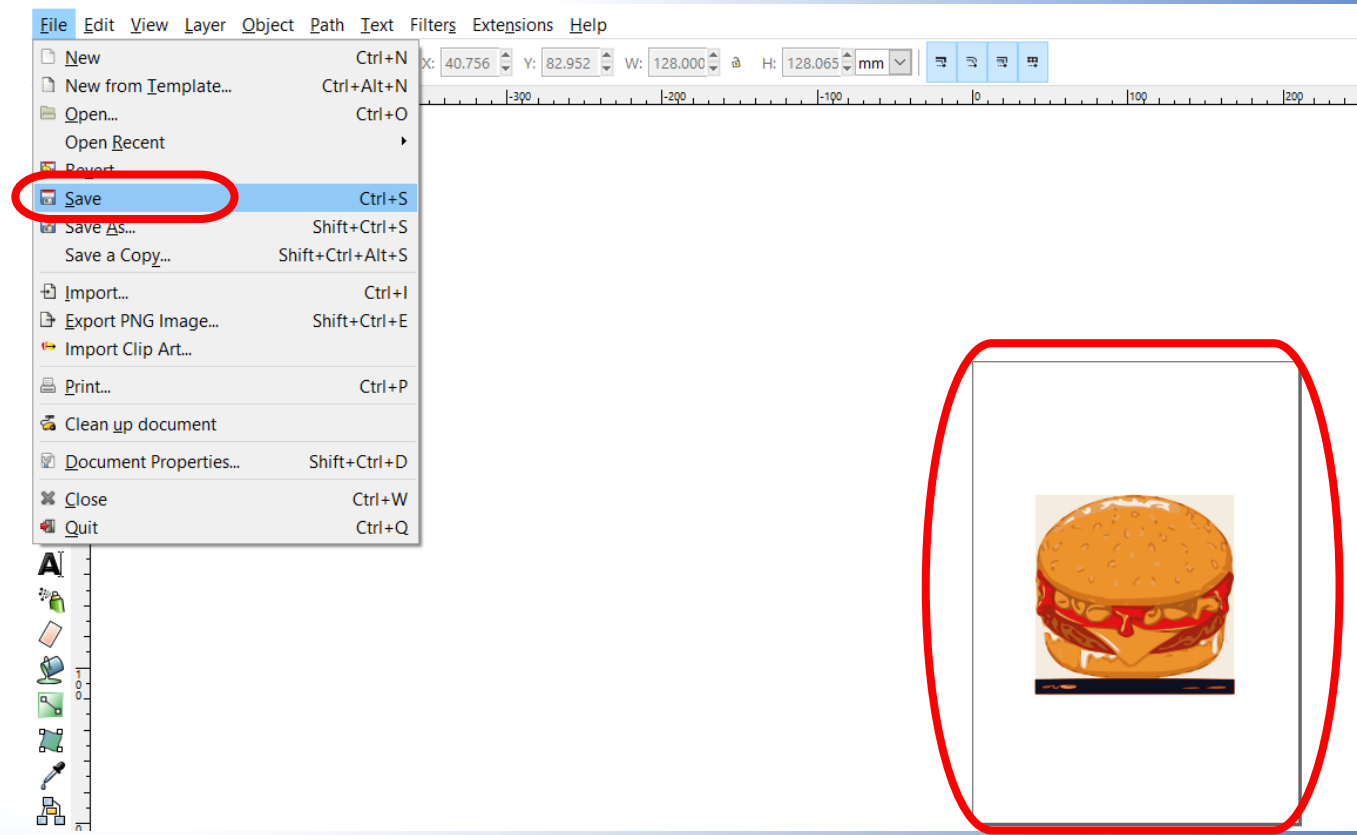 File Edit View Layer Object Path Text Filters Extensions Help
New Ctrl+N
X: 40.756 Y: 82.952 W: 128.000 H: 128.065 mm
New from Template... Ctrl+Alt+N
-300 -200 -100 0 100 200
Open... Ctrl+O
Open Recent
Revert
Save Ctrl+S
Save As... Shift+Ctrl+S
Save a Copy... Shift+Ctrl+Alt+S
Import... Ctrl+I
Export PNG Image... Shift+Ctrl+E
Import Clip Art...
Print... Ctrl+P
Clean up document
Document Properties... Shift+Ctrl+D
Close Ctrl+W
Quit Ctrl+Q
A
100
0